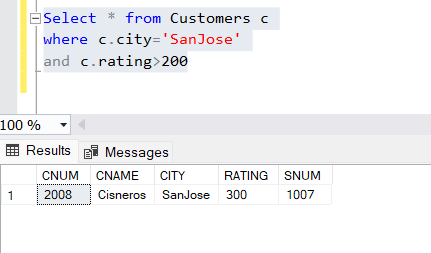 Select * from Customers c
where c.city='SanJose'
and c.rating>200
100 %
Results Messages
CNUM CNAME CITY RATING SNUM
1 2008 Cisneros SanJose 300 1007